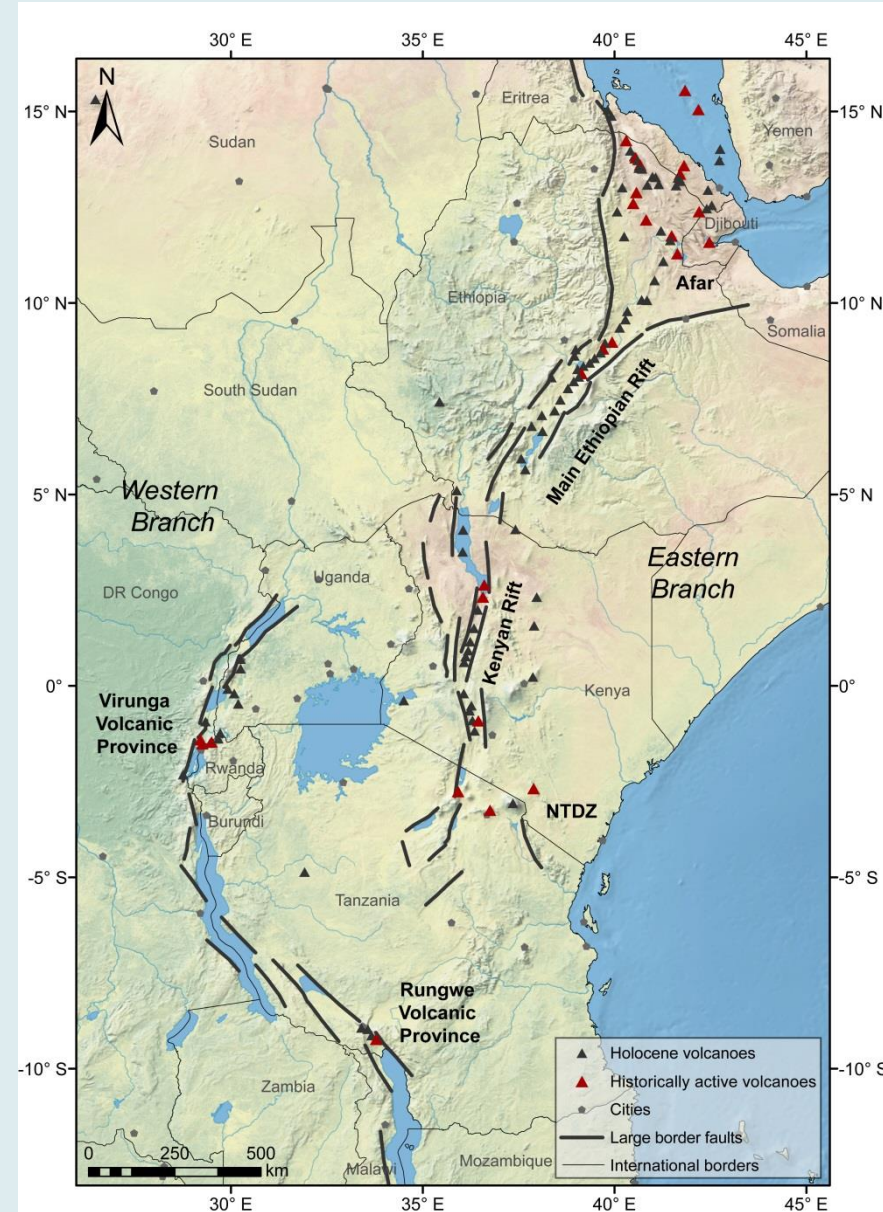 30° E 35° E 40° E 45° E
N
15° N
Eritrea
Yemen
Sudan
Djibouti
Afar
10° N
Ethiopia
Somalia
South Sudan
Main Ethiopian Rift
5° N
Western
Branch
Eastern
Branch
Uganda
DR Congo
Kenyan Rift
0°
Kenya
Virunga
Volcanic
Province
Rwanda
NTDZ
Burundi
-5° S
-5° S
Tanzania
Rungwe
Volcanic
Province
-10° S
-10° S
Zambia
Malawi
Mozambique
Holocene volcanoes
Historically active volcanoes
Cities
Large border faults
International borders
0 250 500
km
30° E 35° E 40° E 45° E
15° N
10° N
5° N
0°